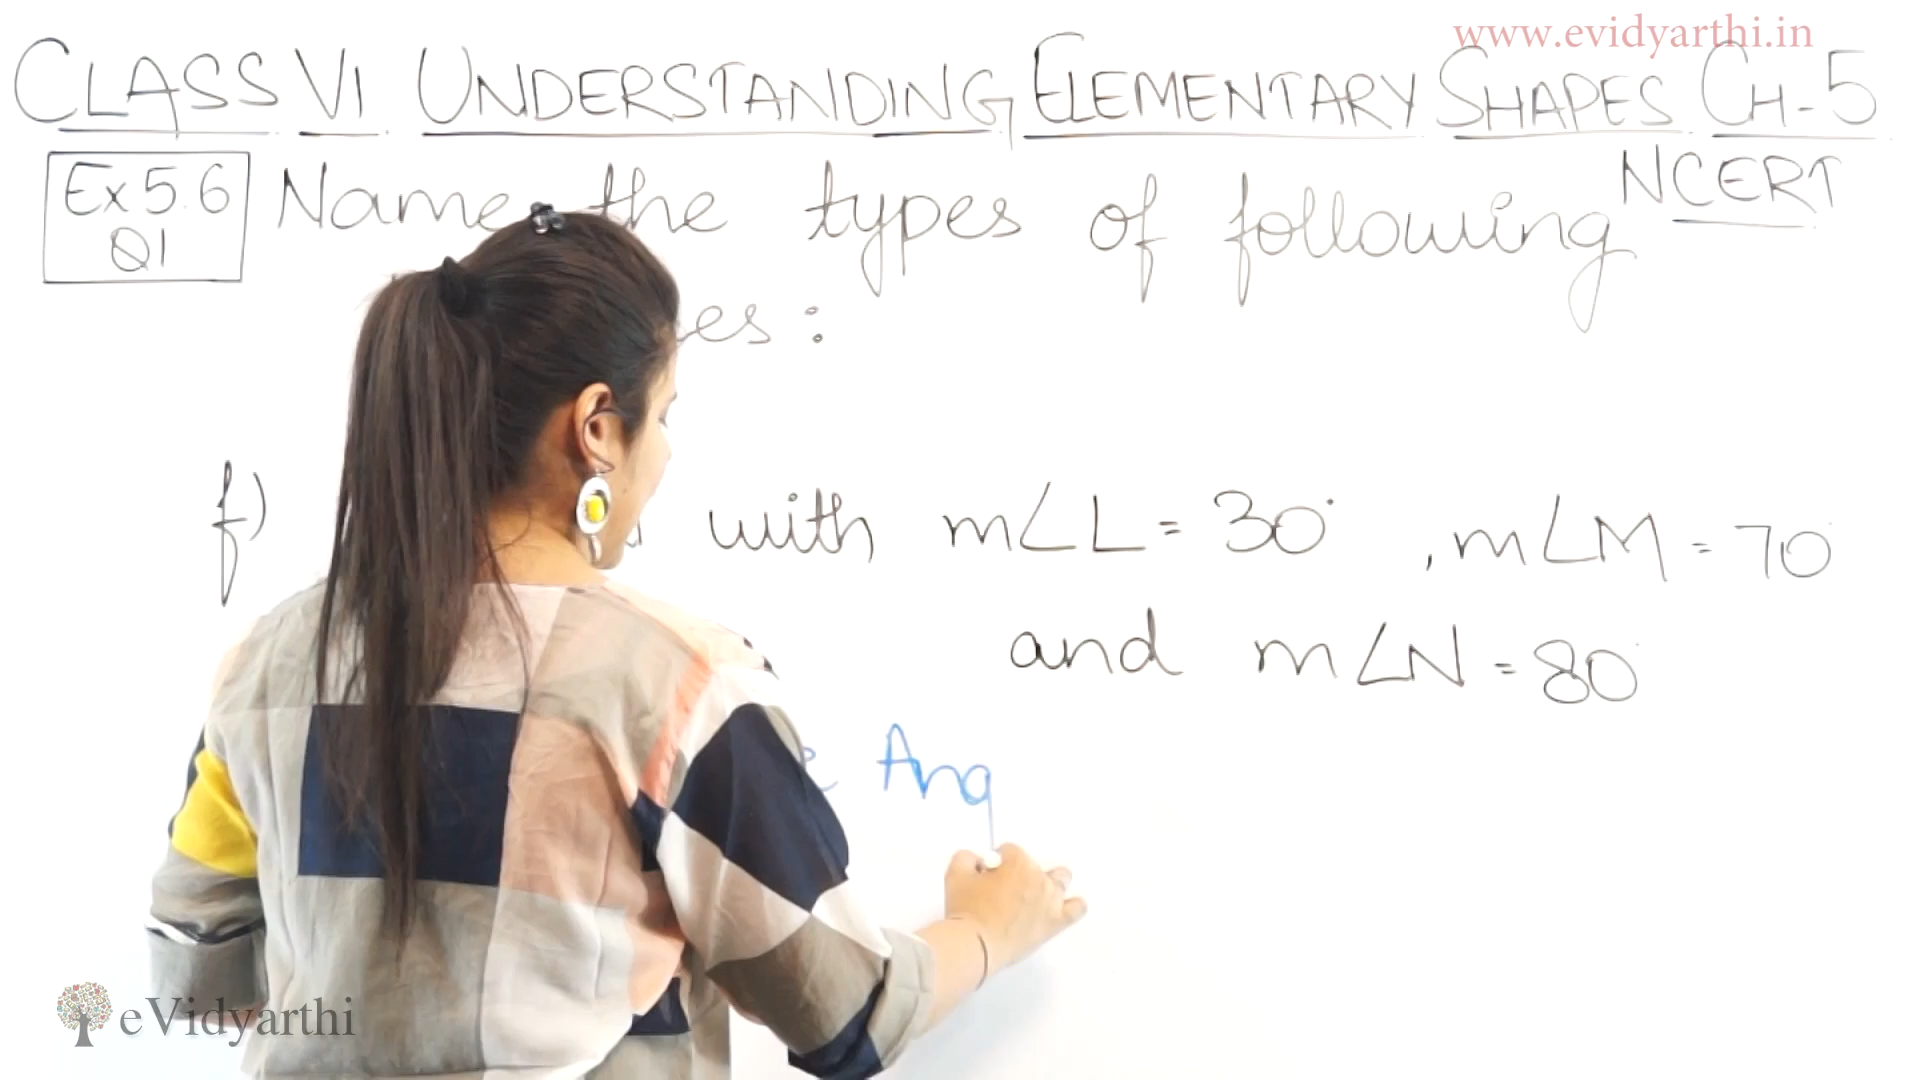 www.evidyarthi.in
CLASS VI UNDERSTANDING ELEMENTARY SHAPES CH-5
NCERT
Ex 5.6
Q1
Name the types of following
es:
f) with m∠L = 30° , m∠M = 70°
and m∠N = 80°
e Ang
eVidyarthi